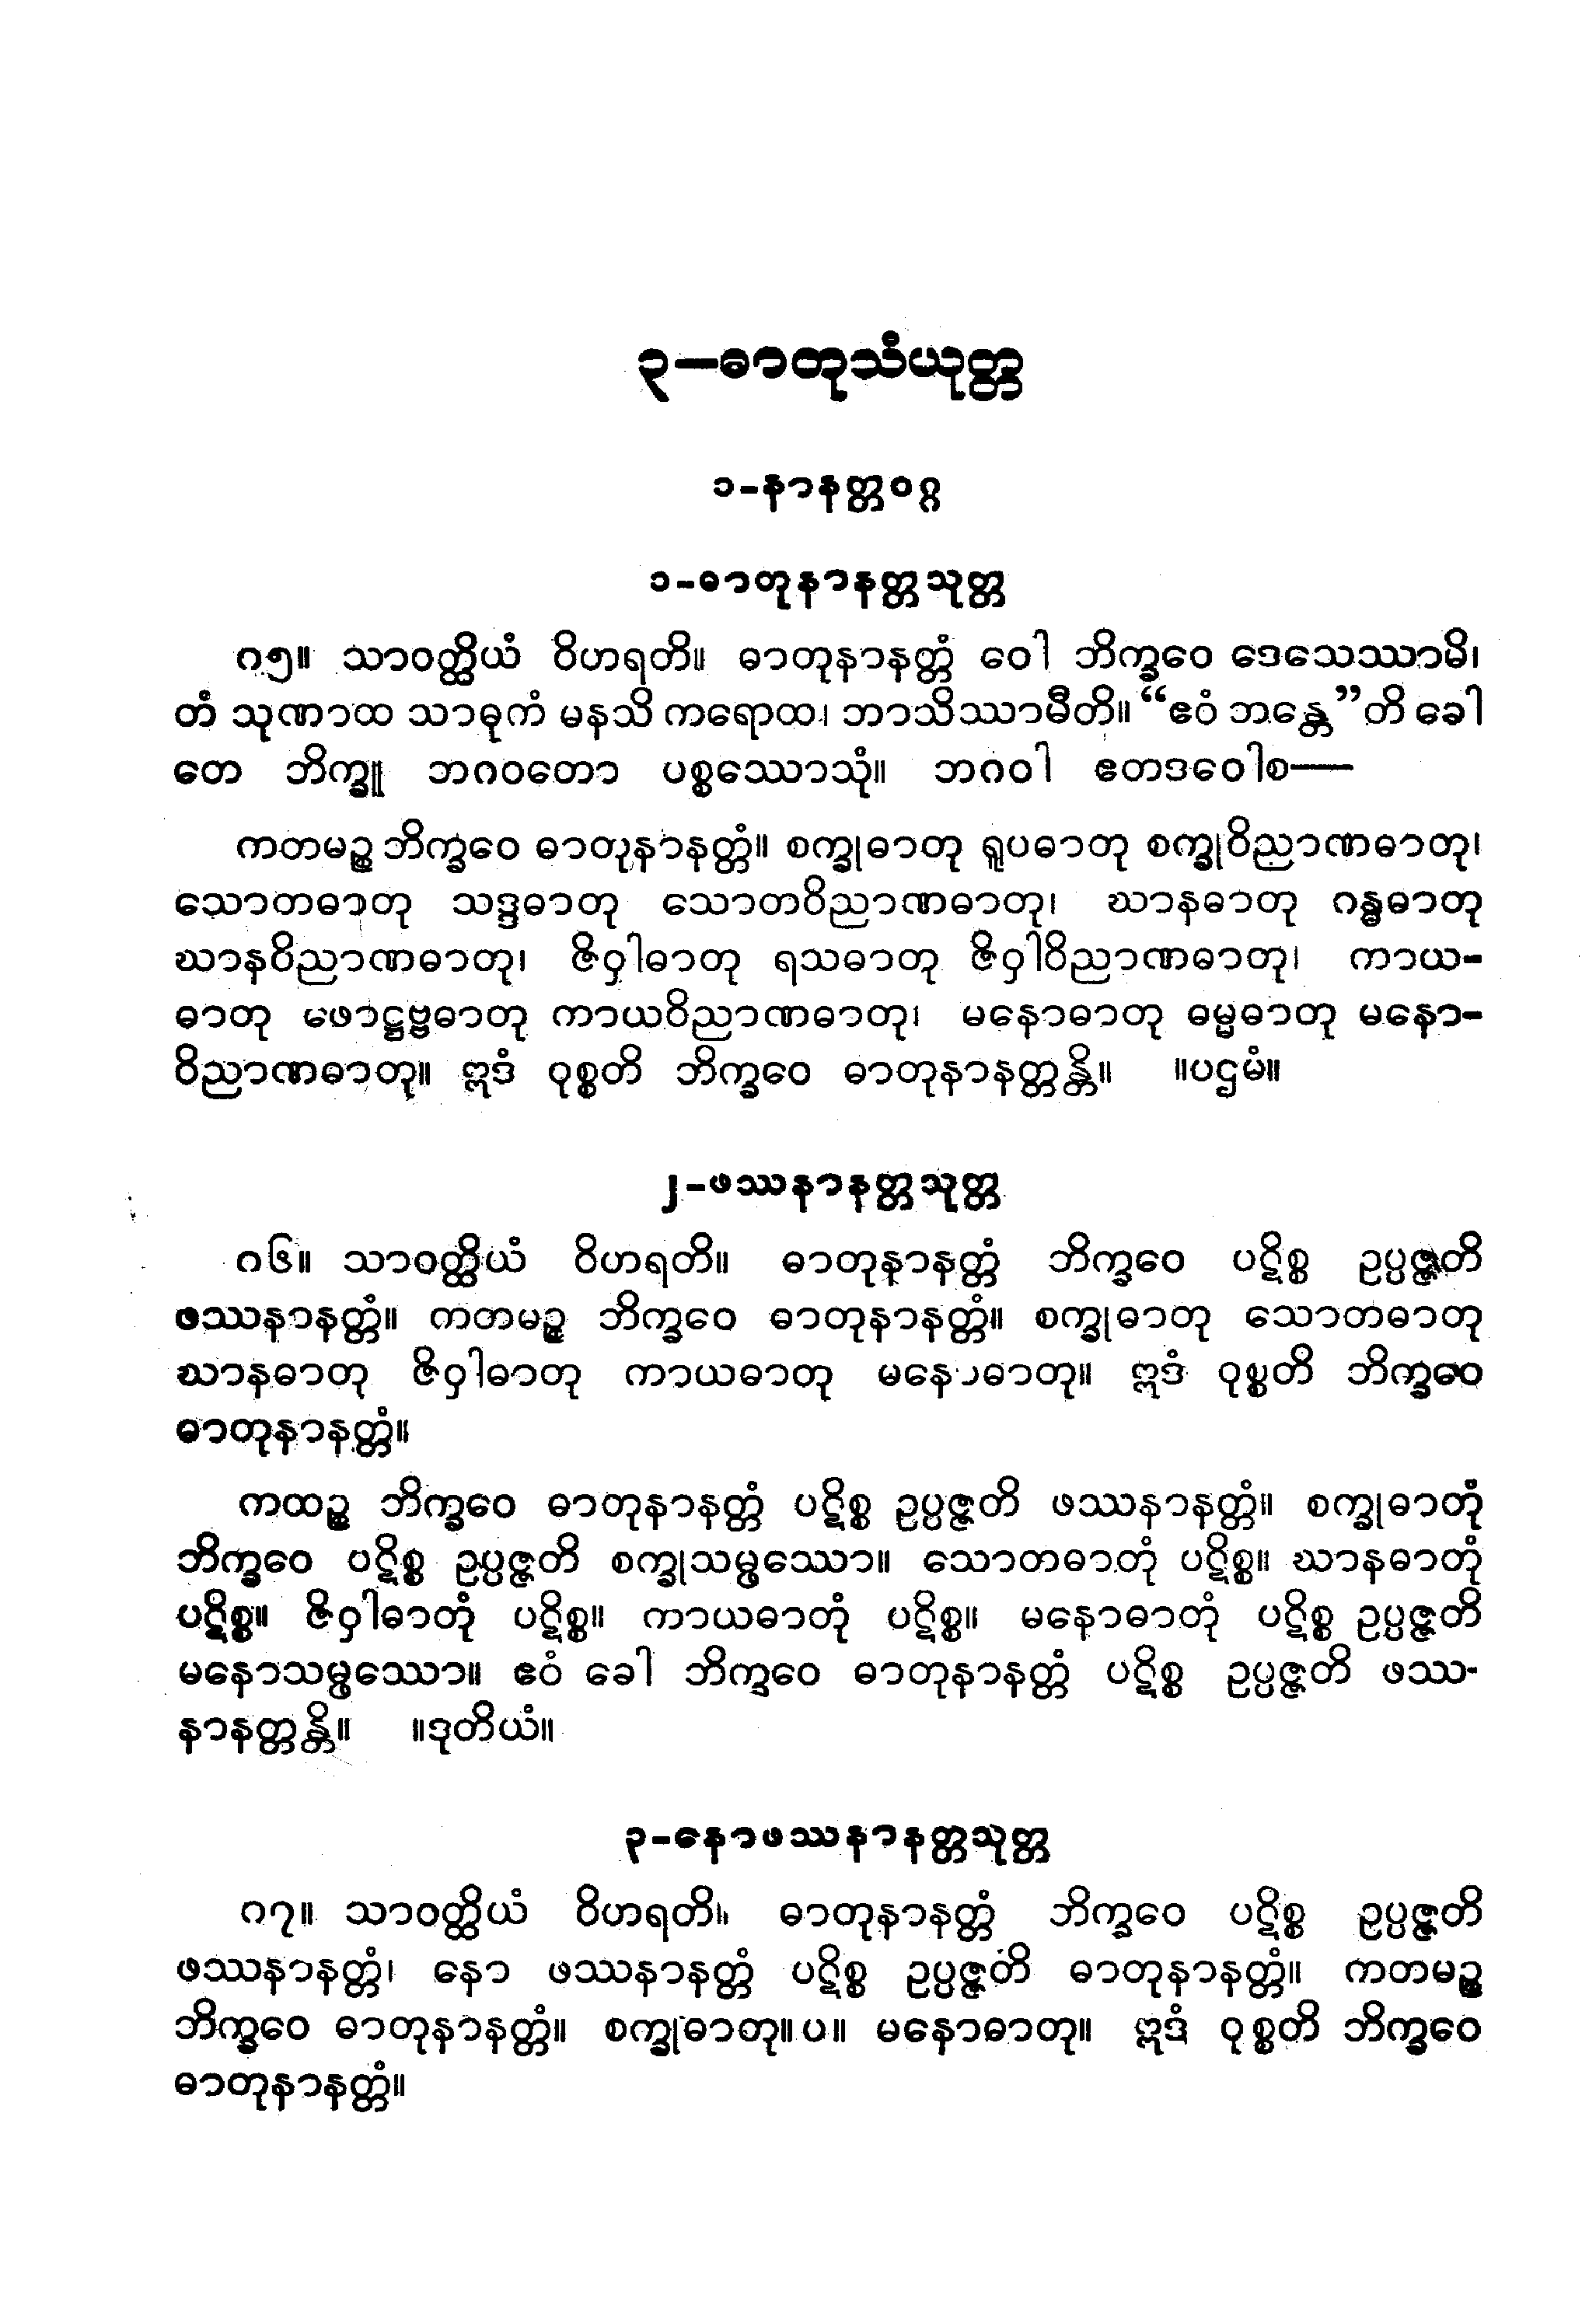 ၃—ဓာတုသံယုတ္တ
၁-နာနတ္တဝဂ္ဂ
၁-ဓာတုနာနတ္တသုတ္တ
၈၅။ သာဝတ္ထိယံ ဝိဟရတိ။ ဓာတုနာနတ္တံ ဝေါ ဘိက္ခဝေ ဒေသေဿာမိ၊
တံ သုဏာထ သာဓုကံ မနသိ ကရောထ၊ ဘာသိဿာမီတိ။ “ဧဝံ ဘန္တေ”တိ ခေါ
တေ ဘိက္ခူ ဘဂဝတော ပစ္စဿောသုံ။ ဘဂဝါ ဧတဒဝေါစ—
ကတမဉ္စ ဘိက္ခဝေ ဓာတုနာနတ္တံ။ စက္ခုဓာတု ရူပဓာတု စက္ခုဝိညာဏဓာတု၊
သောတဓာတု သဒ္ဒဓာတု သောတဝိညာဏဓာတု၊ ဃာနဓာတု ဂန္ဓဓာတု
ဃာနဝိညာဏဓာတု၊ ဇိဝှါဓာတု ရသဓာတု ဇိဝှါဝိညာဏဓာတု၊ ကာယ-
ဓာတု ဖောဋ္ဌဗ္ဗဓာတု ကာယဝိညာဏဓာတု၊ မနောဓာတု ဓမ္မဓာတု မနော-
ဝိညာဏဓာတု။ ဣဒံ ဝုစ္စတိ ဘိက္ခဝေ ဓာတုနာနတ္တန္တိ။ ။ပဌမံ။
၂-ဖဿနာနတ္တသုတ္တ
၈၆။ သာဝတ္ထိယံ ဝိဟရတိ။ ဓာတုနာနတ္တံ ဘိက္ခဝေ ပဋိစ္စ ဥပ္ပဇ္ဇတိ
ဖဿနာနတ္တံ။ ကတမဉ္စ ဘိက္ခဝေ ဓာတုနာနတ္တံ။ စက္ခုဓာတု သောတဓာတု
ဃာနဓာတု ဇိဝှါဓာတု ကာယဓာတု မနောဓာတု။ ဣဒံ ဝုစ္စတိ ဘိက္ခဝေ
ဓာတုနာနတ္တံ။
ကထဉ္စ ဘိက္ခဝေ ဓာတုနာနတ္တံ ပဋိစ္စ ဥပ္ပဇ္ဇတိ ဖဿနာနတ္တံ။ စက္ခုဓာတုံ
ဘိက္ခဝေ ပဋိစ္စ ဥပ္ပဇ္ဇတိ စက္ခုသမ္ဖဿော။ သောတဓာတုံ ပဋိစ္စ။ ဃာနဓာတုံ
ပဋိစ္စ။ ဇိဝှါဓာတုံ ပဋိစ္စ။ ကာယဓာတုံ ပဋိစ္စ။ မနောဓာတုံ ပဋိစ္စ ဥပ္ပဇ္ဇတိ
မနောသမ္ဖဿော။ ဧဝံ ခေါ ဘိက္ခဝေ ဓာတုနာနတ္တံ ပဋိစ္စ ဥပ္ပဇ္ဇတိ ဖဿ-
နာနတ္တန္တိ။ ။ဒုတိယံ။
၃-နောဖဿနာနတ္တသုတ္တ
၈၇။ သာဝတ္ထိယံ ဝိဟရတိ။ ဓာတုနာနတ္တံ ဘိက္ခဝေ ပဋိစ္စ ဥပ္ပဇ္ဇတိ
ဖဿနာနတ္တံ၊ နော ဖဿနာနတ္တံ ပဋိစ္စ ဥပ္ပဇ္ဇတိ ဓာတုနာနတ္တံ။ ကတမဉ္စ
ဘိက္ခဝေ ဓာတုနာနတ္တံ။ စက္ခုဓာတု။ပ။ မနောဓာတု။ ဣဒံ ဝုစ္စတိ ဘိက္ခဝေ
ဓာတုနာနတ္တံ။